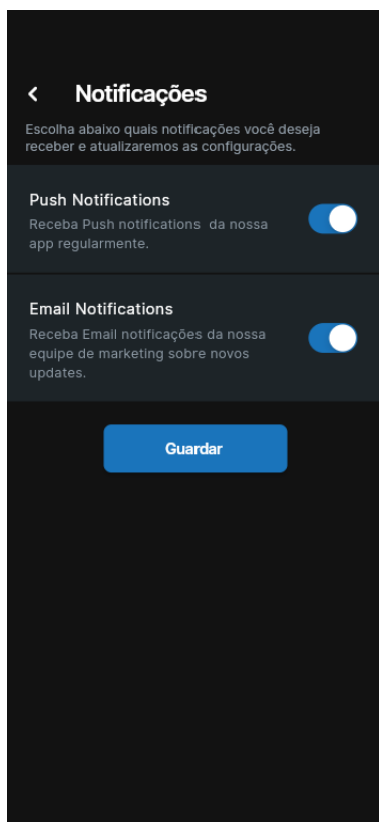 Notificações
Escolha abaixo quais notificações você deseja
receber e atualizaremos as configurações.
Push Notifications
Receba Push notifications da nossa
app regularmente.
Email Notifications
Receba Email notificações da nossa
equipe de marketing sobre novos
updates.
Guardar